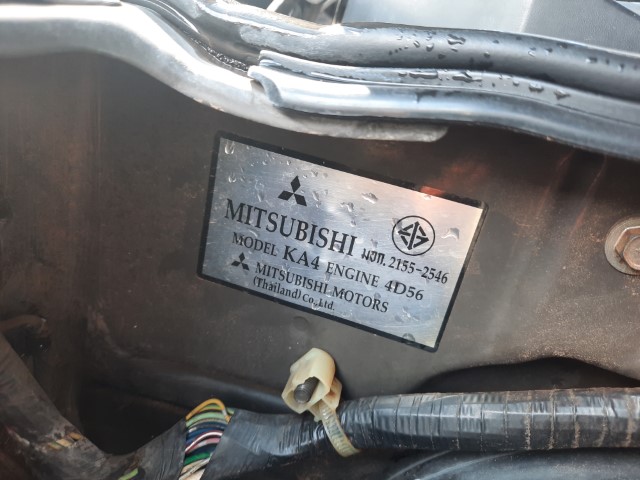 MITSUBISHI
มอก. 2155-2546
MODEL KA4 ENGINE 4D56
MITSUBISHI MOTORS
(Thailand) Co.,Ltd.